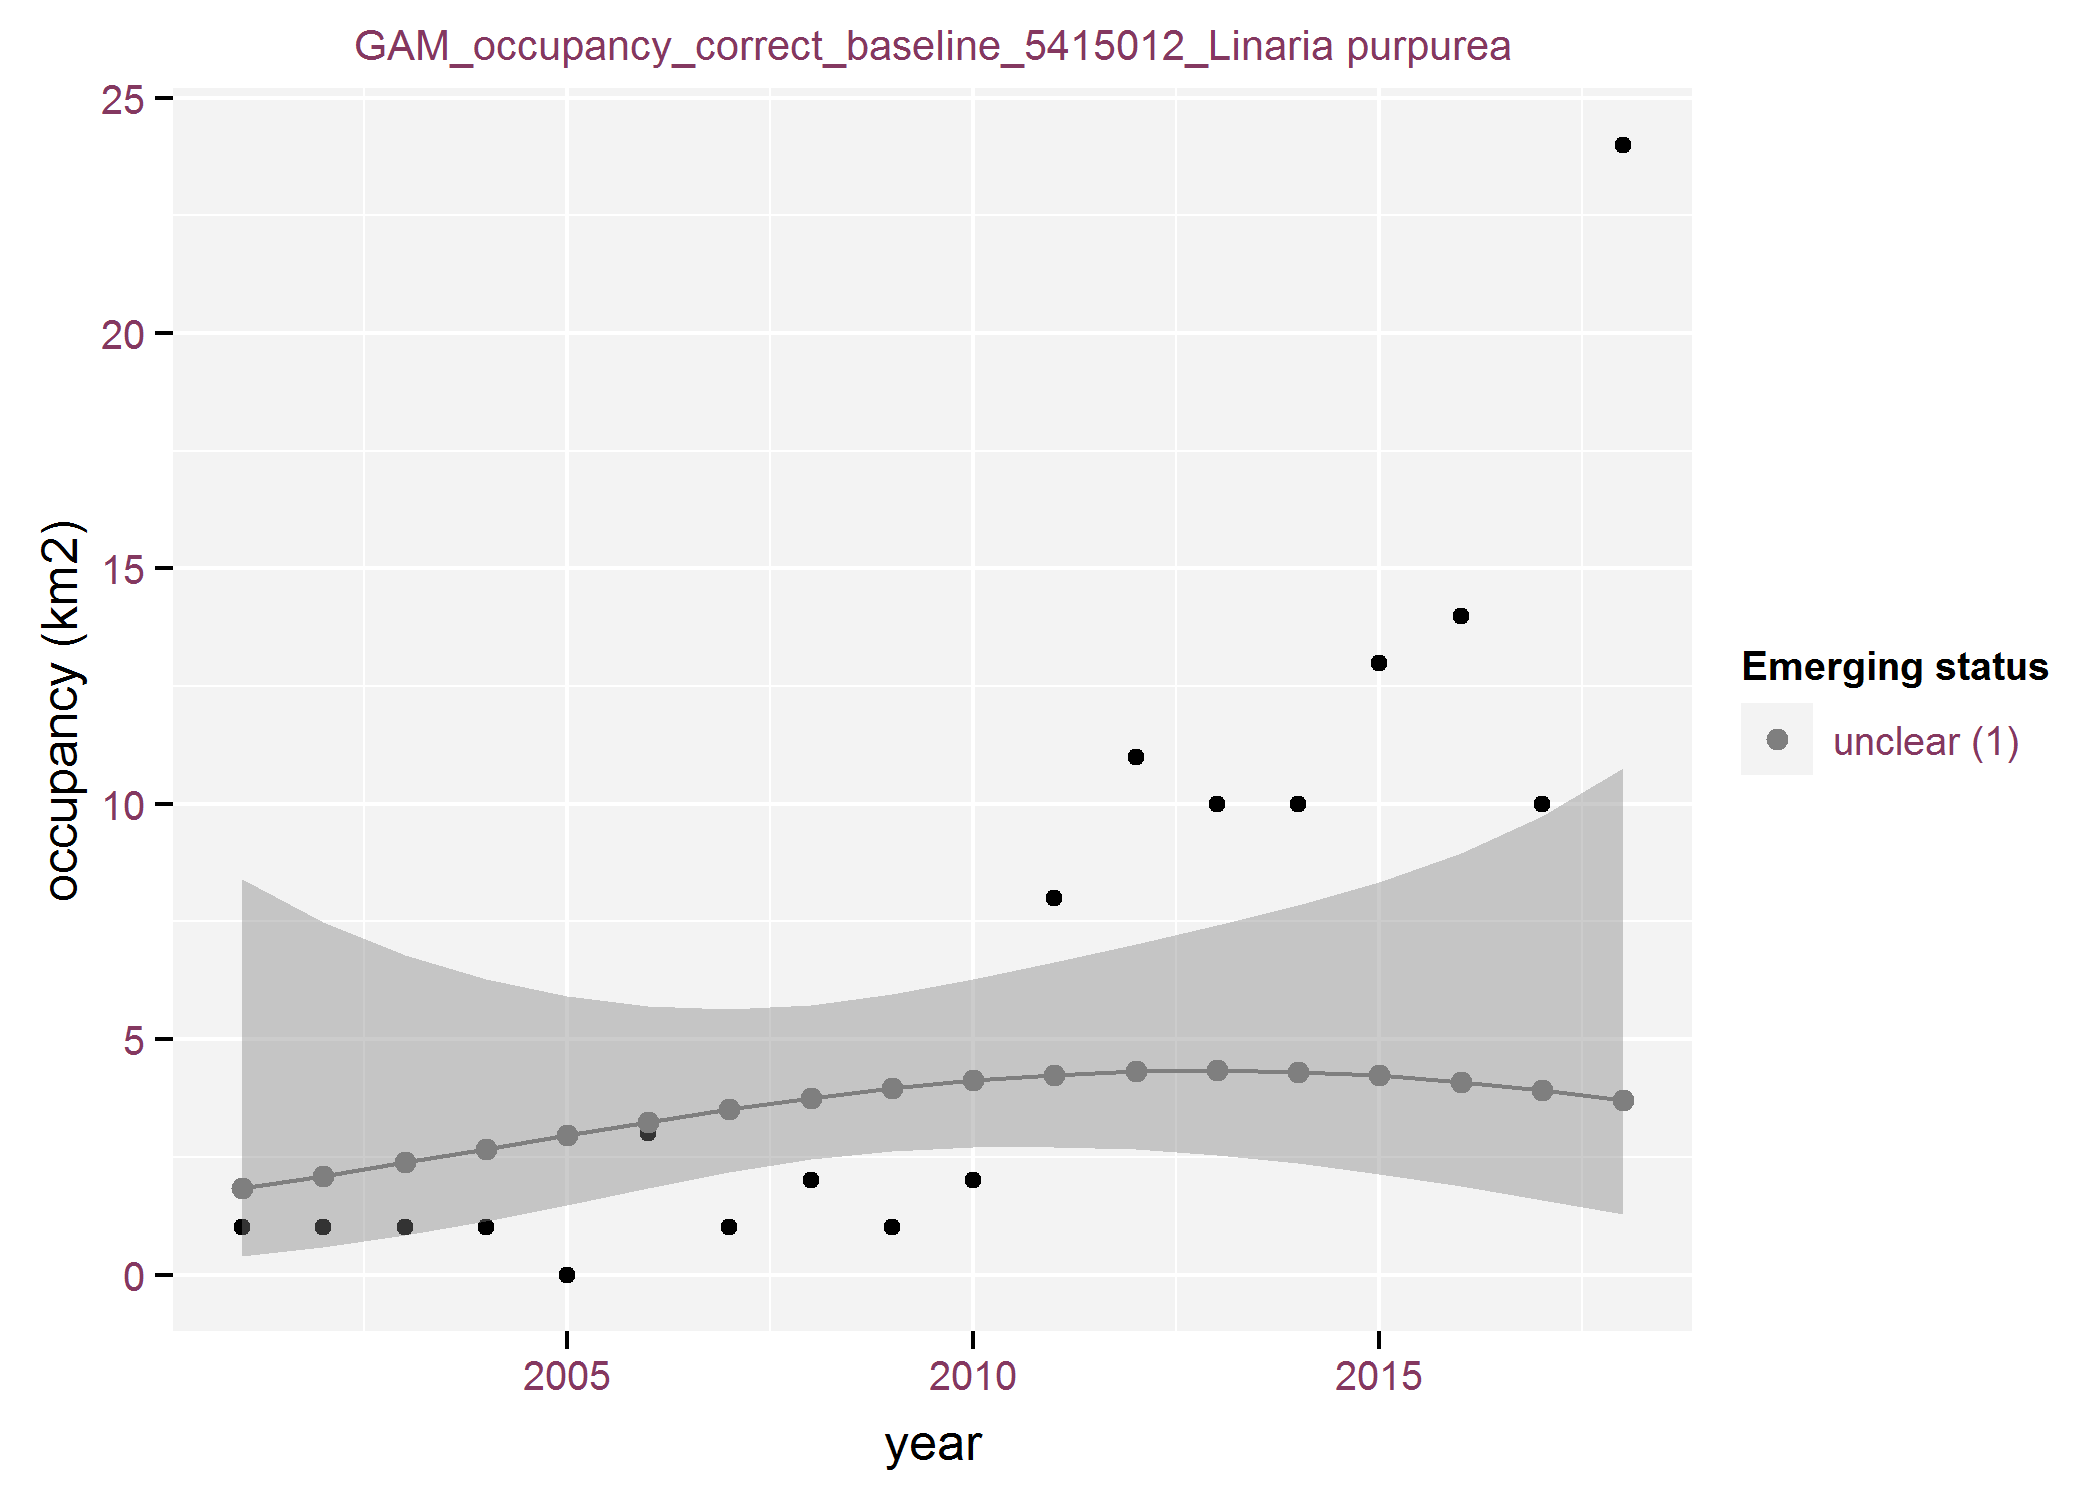 GAM_occupancy_correct_baseline_5415012_Linaria purpurea
25
20
15
10
5
0
occupancy (km2)
2005 2010 2015
year
Emerging status
unclear (1)